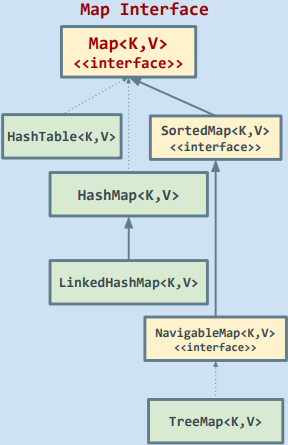 Map Interface
Map<K,V>
<<interface>>
HashTable<K,V>
SortedMap<K,V>
<<interface>>
HashMap<K,V>
LinkedHashMap<K,V>
NavigableMap<K,V>
<<interface>>
TreeMap<K,V>